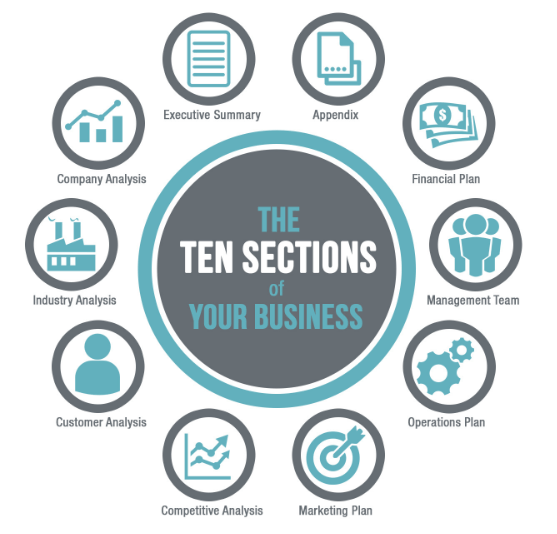 THE
TEN SECTIONS
of
YOUR BUSINESS
Executive Summary
Appendix
Company Analysis
Financial Plan
Industry Analysis
Management Team
Customer Analysis
Operations Plan
Competitive Analysis
Marketing Plan
$